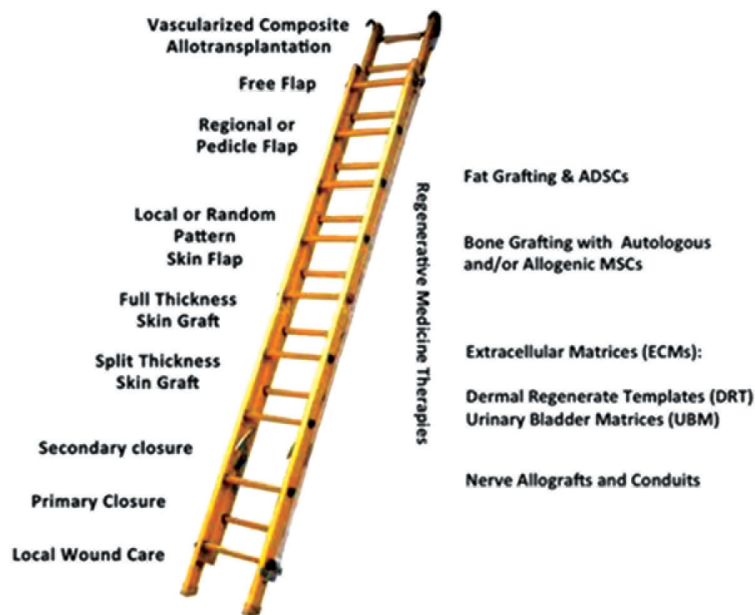 Vascularized Composite
Allotransplantation
Free Flap
Regional or
Pedicle Flap
Local or Random
Pattern
Skin Flap
Full Thickness
Skin Graft
Split Thickness
Skin Graft
Secondary closure
Primary Closure
Local Wound Care
Regenerative Medicine Therapies
Fat Grafting & ADSCs
Bone Grafting with Autologous
and/or Allogenic MSCs
Extracellular Matrices (ECMs):
Dermal Regenerate Templates (DRT)
Urinary Bladder Matrices (UBM)
Nerve Allografts and Conduits